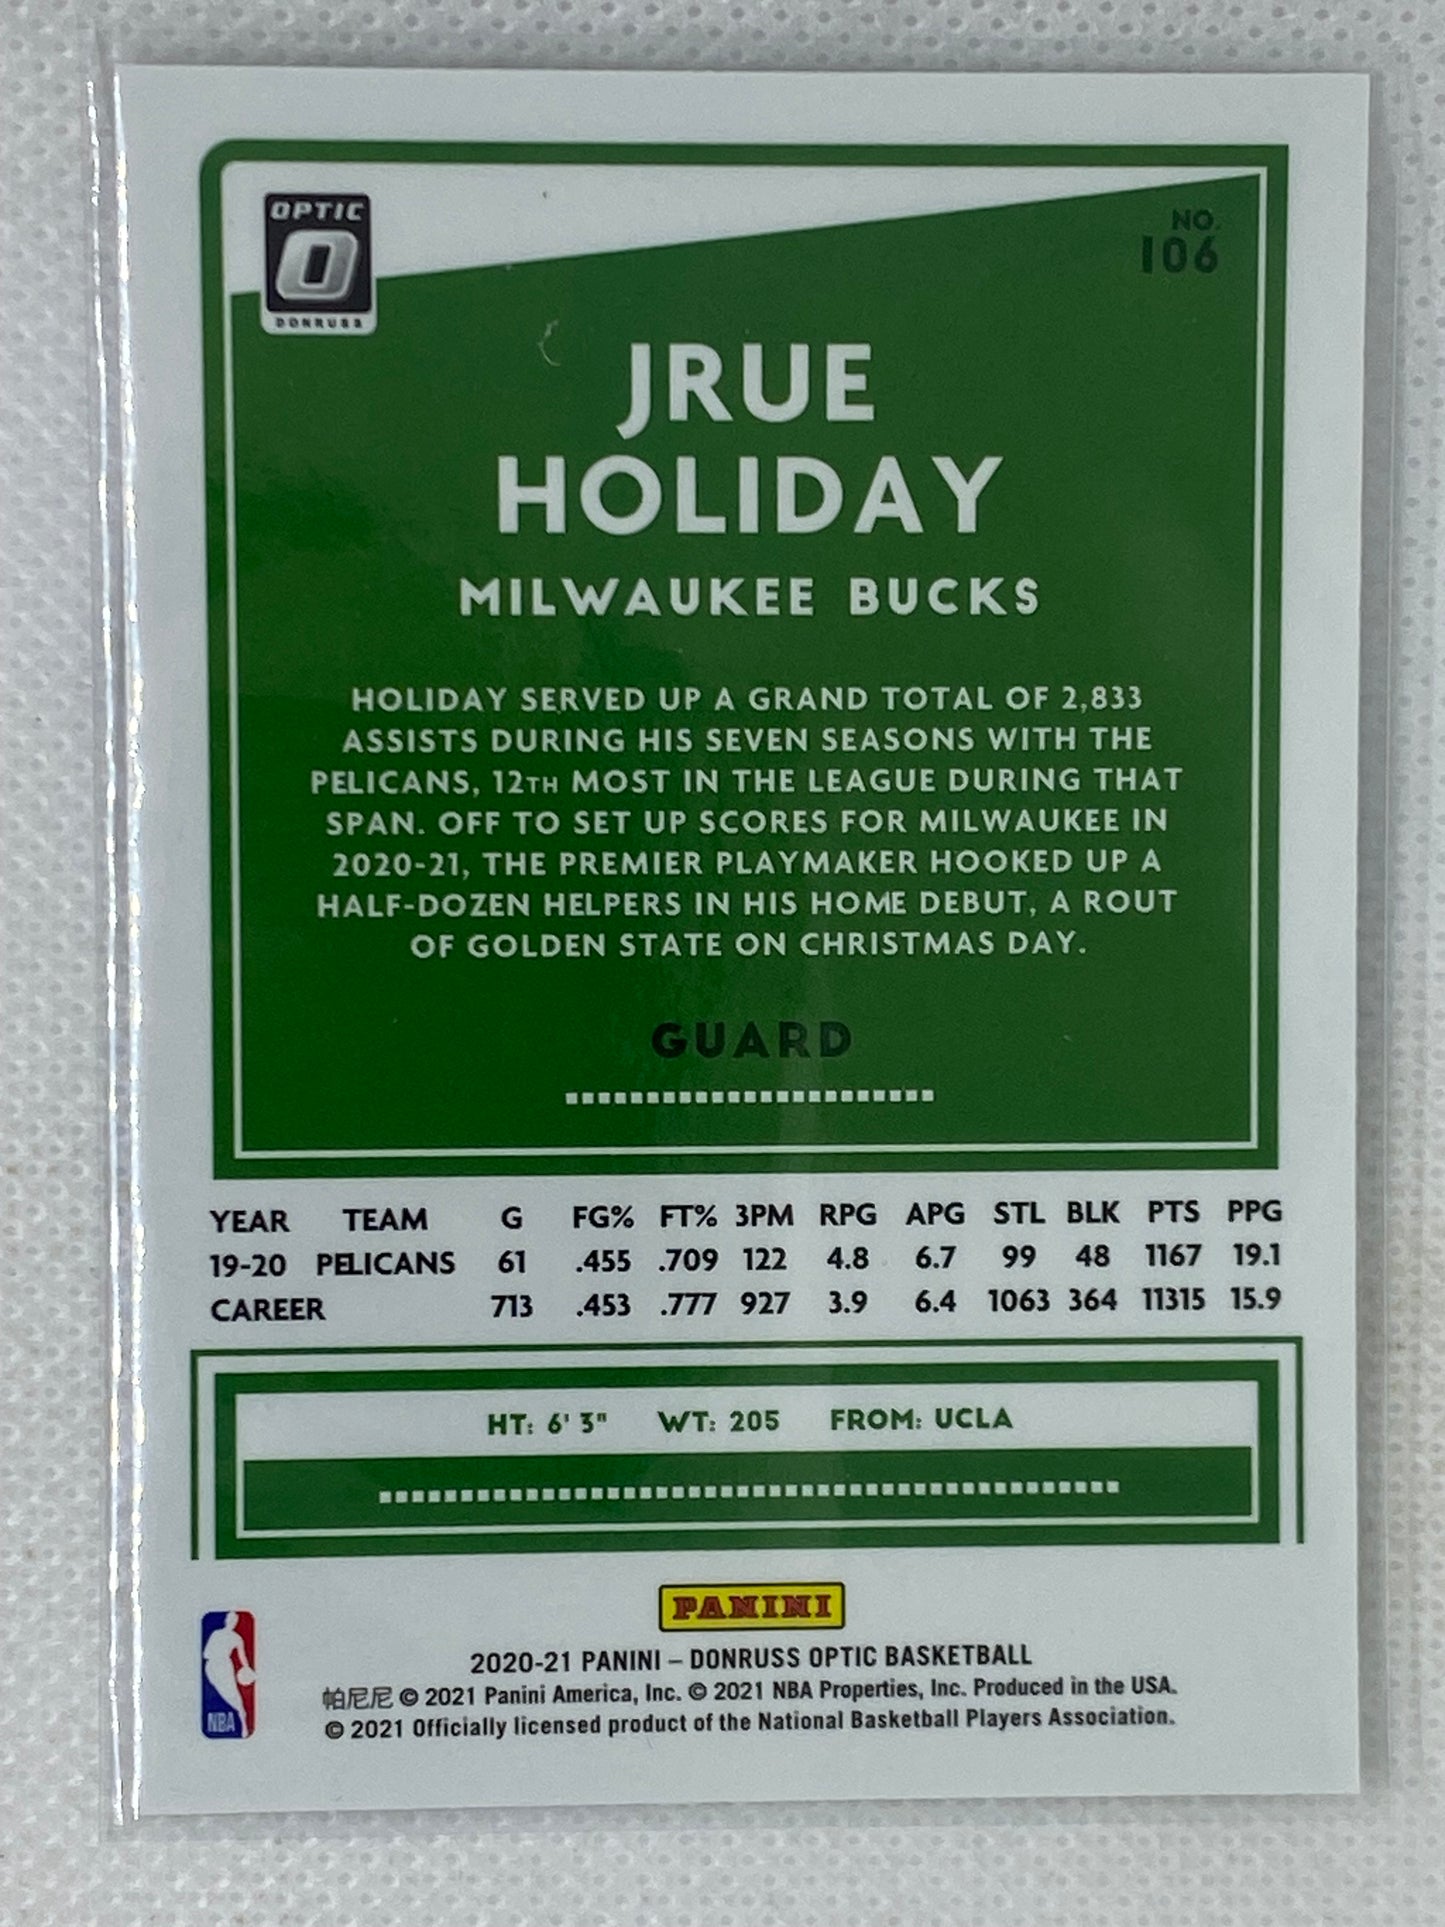 OPTIC
DONRUSS
NO.
106
JRUE
HOLIDAY
MILWAUKEE BUCKS
HOLIDAY SERVED UP A GRAND TOTAL OF 2,833
ASSISTS DURING HIS SEVEN SEASONS WITH THE
PELICANS, 12TH MOST IN THE LEAGUE DURING THAT
SPAN. OFF TO SET UP SCORES FOR MILWAUKEE IN
2020-21, THE PREMIER PLAYMAKER HOOKED UP A
HALF-DOZEN HELPERS IN HIS HOME DEBUT, A ROUT
OF GOLDEN STATE ON CHRISTMAS DAY.
GUARD
YEAR TEAM G FG% FT% 3PM RPG APG STL BLK PTS PPG
19-20 PELICANS 61 .455 .709 122 4.8 6.7 99 48 1167 19.1
CAREER 713 .453 .777 927 3.9 6.4 1063 364 11315 15.9
HT: 6' 3" WT: 205 FROM: UCLA
PANINI
2020-21 PANINI – DONRUSS OPTIC BASKETBALL
帕尼尼 © 2021 Panini America, Inc. © 2021 NBA Properties, Inc. Produced in the USA.
© 2021 Officially licensed product of the National Basketball Players Association.
NBA